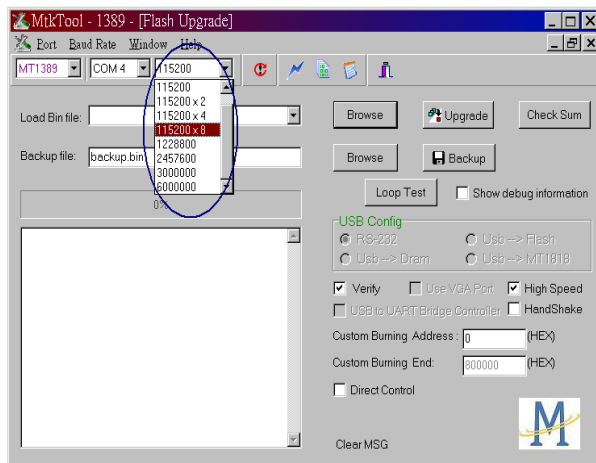 MtkTool - 1389 - [Flash Upgrade]
Port Baud Rate Window Help
MT1389 COM 4 115200
115200
115200 x 2
115200 x 4
115200 x 8
1228800
2457600
3000000
6000000
Load Bin file:
Browse Upgrade Check Sum
Backup file: backup.bin
Browse Backup
Loop Test Show debug information
0%
USB Config
RS-232 Usb --> Flash
Usb --> Dram Usb --> MT1818
Verify Use VGA Port High Speed
USB to UART Bridge Controller HandShake
Custom Burning Address : 0 (HEX)
Custom Burning End: 800000 (HEX)
Direct Control
Clear MSG
M